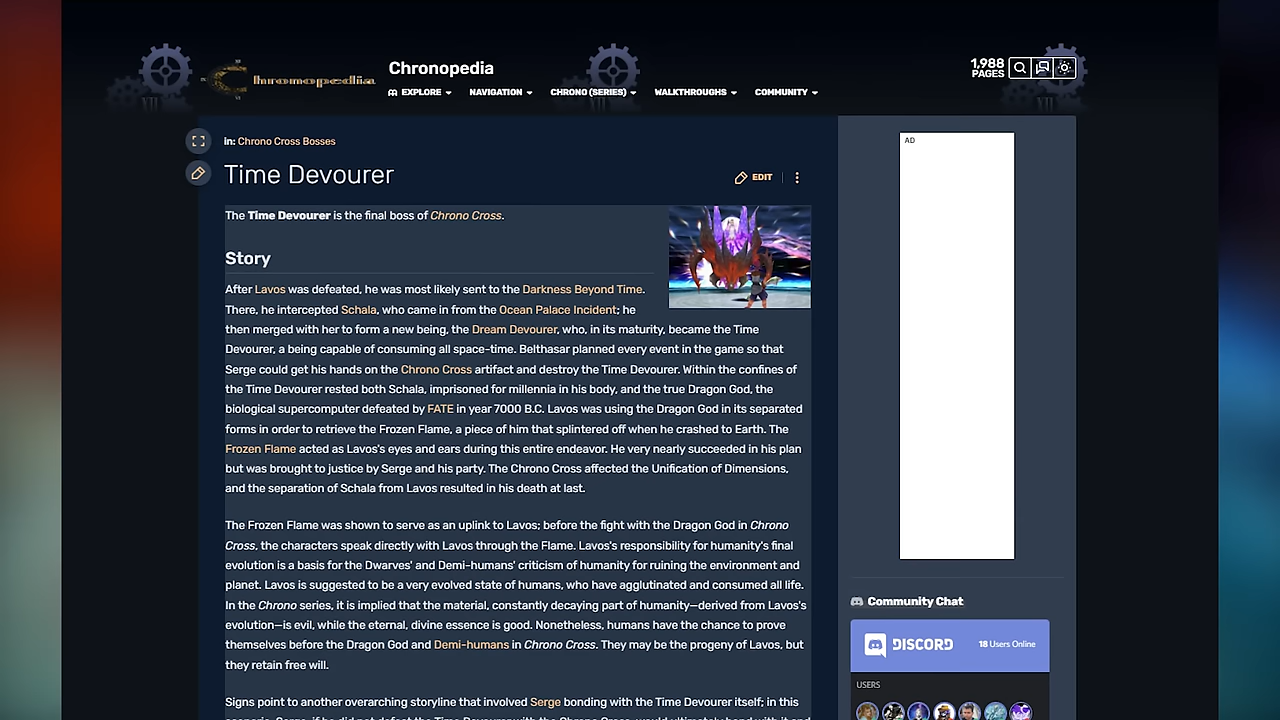 Chronopedia
Chronopedia
1,988
PAGES
EXPLORE
NAVIGATION
CHRONO (SERIES)
WALKTHROUGHS
COMMUNITY
in: Chrono Cross Bosses
Time Devourer
EDIT
The Time Devourer is the final boss of Chrono Cross.
Story
After Lavos was defeated, he was most likely sent to the Darkness Beyond Time.
There, he intercepted Schala, who came in from the Ocean Palace Incident; he
then merged with her to form a new being, the Dream Devourer, who, in its maturity, became the Time
Devourer, a being capable of consuming all space-time. Belthasar planned every event in the game so that
Serge could get his hands on the Chrono Cross artifact and destroy the Time Devourer. Within the confines of
the Time Devourer rested both Schala, imprisoned for millennia in his body, and the true Dragon God, the
biological supercomputer defeated by FATE in year 7000 B.C. Lavos was using the Dragon God in its separated
forms in order to retrieve the Frozen Flame, a piece of him that splintered off when he crashed to Earth. The
Frozen Flame acted as Lavos's eyes and ears during this entire endeavor. He very nearly succeeded in his plan
but was brought to justice by Serge and his party. The Chrono Cross affected the Unification of Dimensions,
and the separation of Schala from Lavos resulted in his death at last.
The Frozen Flame was shown to serve as an uplink to Lavos; before the fight with the Dragon God in Chrono
Cross, the characters speak directly with Lavos through the Flame. Lavos's responsibility for humanity's final
evolution is a basis for the Dwarves' and Demi-humans' criticism of humanity for ruining the environment and
planet. Lavos is suggested to be a very evolved state of humans, who have agglutinated and consumed all life.
In the Chrono series, it is implied that the material, constantly decaying part of humanity—derived from Lavos's
evolution—is evil, while the eternal, divine essence is good. Nonetheless, humans have the chance to prove
themselves before the Dragon God and Demi-humans in Chrono Cross. They may be the progeny of Lavos, but
they retain free will.
Signs point to another overarching storyline that involved Serge bonding with the Time Devourer itself; in this
AD
Community Chat
DISCORD
18 Users Online
USERS